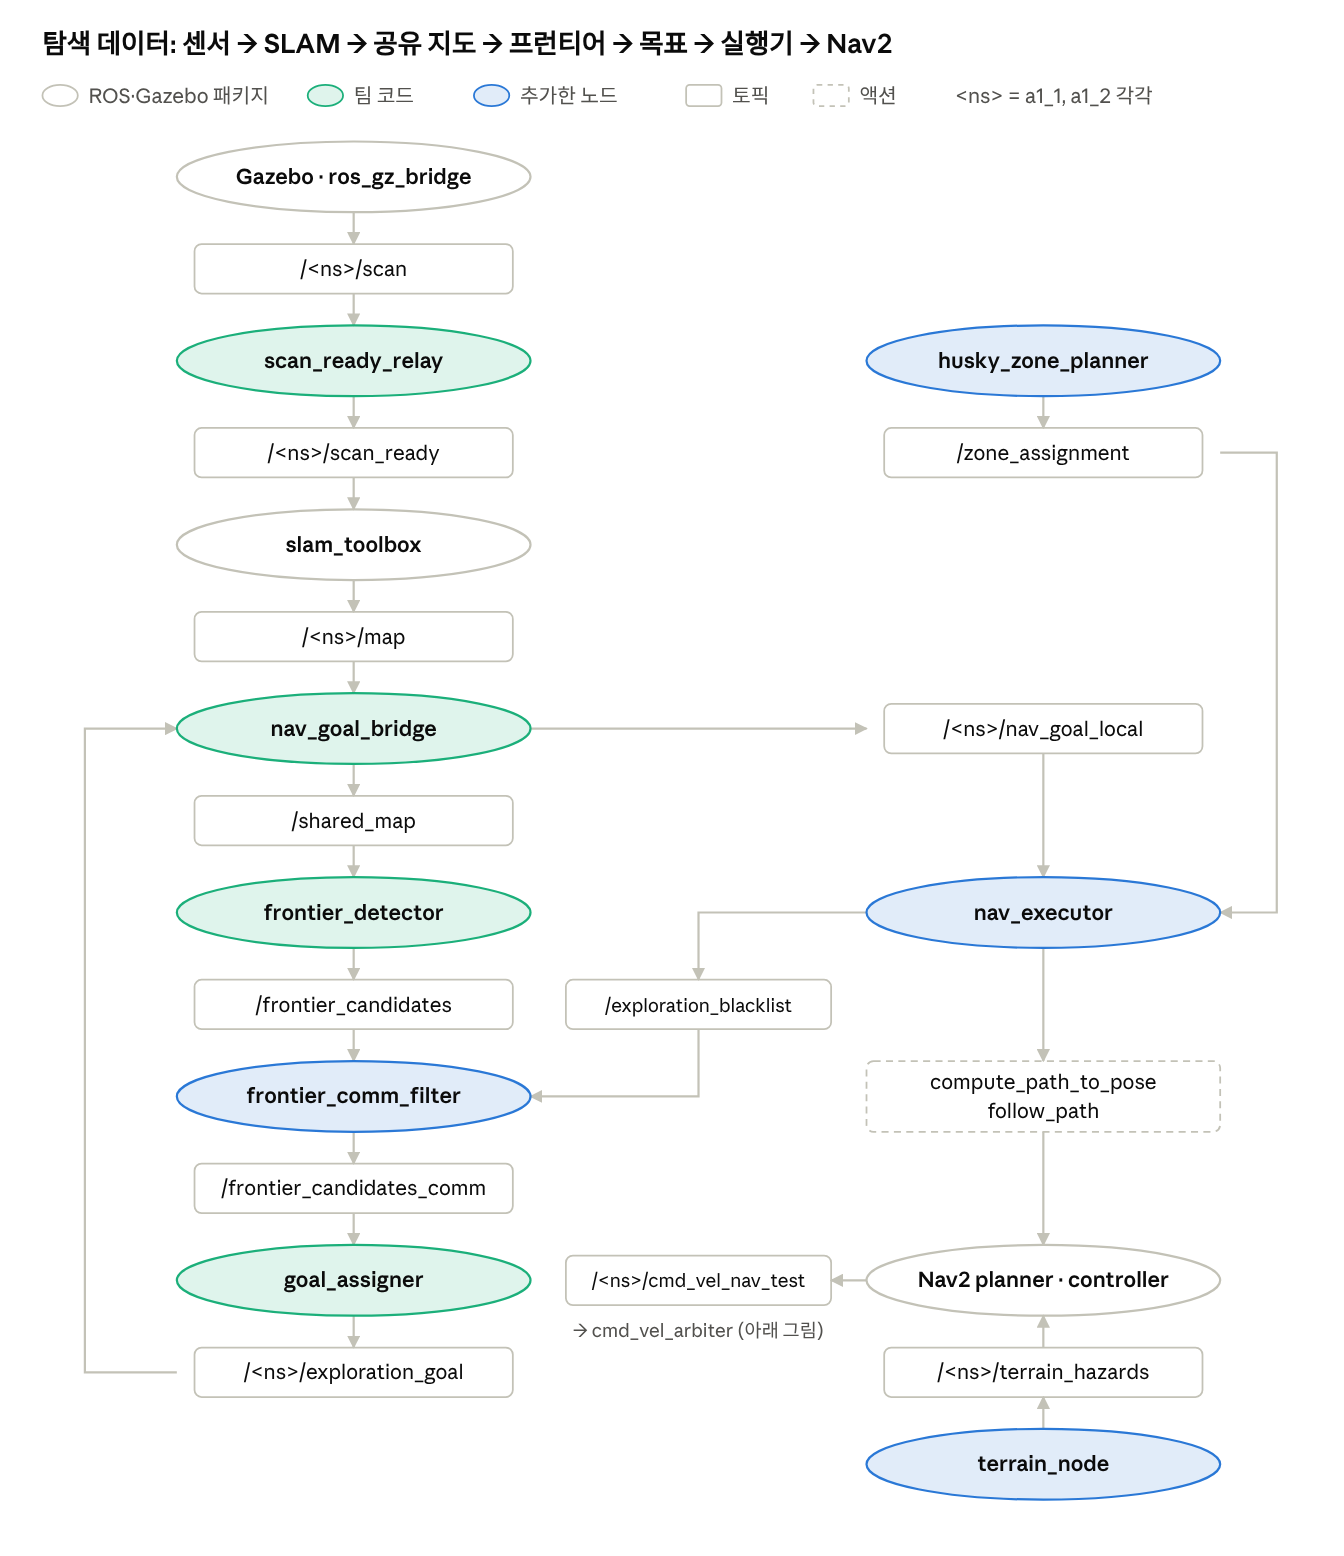 탐색 데이터: 센서 → SLAM → 공유 지도 → 프런티어 → 목표 → 실행기 → Nav2
ROS·Gazebo 패키지
팀 코드
추가한 노드
토픽
액션
<ns> = a1_1, a1_2 각각
Gazebo · ros_gz_bridge
/<ns>/scan
scan_ready_relay
husky_zone_planner
/<ns>/scan_ready
/zone_assignment
slam_toolbox
/<ns>/map
nav_goal_bridge
/<ns>/nav_goal_local
/shared_map
frontier_detector
nav_executor
/frontier_candidates
/exploration_blacklist
frontier_comm_filter
compute_path_to_pose
follow_path
/frontier_candidates_comm
goal_assigner
/<ns>/cmd_vel_nav_test
Nav2 planner · controller
→ cmd_vel_arbiter (아래 그림)
/<ns>/exploration_goal
/<ns>/terrain_hazards
terrain_node